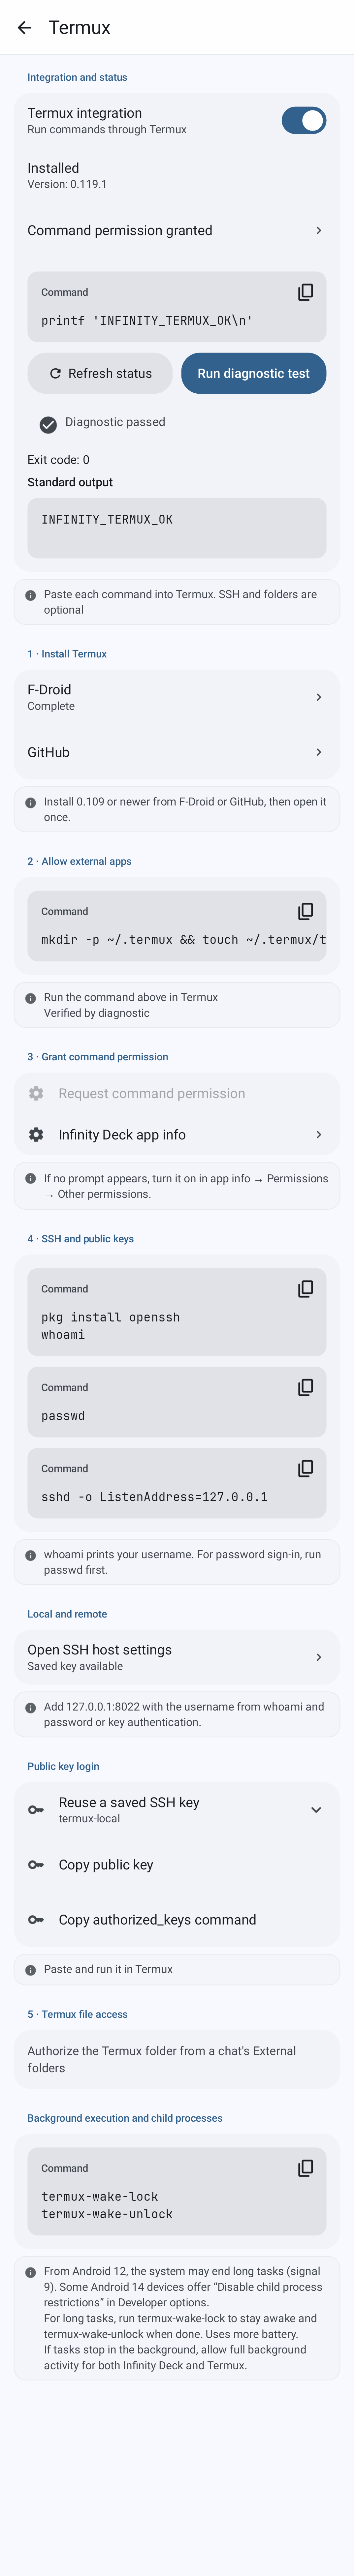 Termux
Integration and status
Termux integration
Run commands through Termux
Installed
Version: 0.119.1
Command permission granted
Command
printf 'INFINITY_TERMUX_OK\n'
Refresh status
Run diagnostic test
Diagnostic passed
Exit code: 0
Standard output
INFINITY_TERMUX_OK
Paste each command into Termux. SSH and folders are
optional
1 · Install Termux
F-Droid
Complete
GitHub
Install 0.109 or newer from F-Droid or GitHub, then open it
once.
2 · Allow external apps
Command
mkdir -p ~/.termux && touch ~/.termux/t
Run the command above in Termux
Verified by diagnostic
3 · Grant command permission
Request command permission
Infinity Deck app info
If no prompt appears, turn it on in app info → Permissions
→ Other permissions.
4 · SSH and public keys
Command
pkg install openssh
whoami
Command
passwd
Command
sshd -o ListenAddress=127.0.0.1
whoami prints your username. For password sign-in, run
passwd first.
Local and remote
Open SSH host settings
Saved key available
Add 127.0.0.1:8022 with the username from whoami and
password or key authentication.
Public key login
Reuse a saved SSH key
termux-local
Copy public key
Copy authorized_keys command
Paste and run it in Termux
5 · Termux file access
Authorize the Termux folder from a chat's External
folders
Background execution and child processes
Command
termux-wake-lock
termux-wake-unlock
From Android 12, the system may end long tasks (signal
9). Some Android 14 devices offer “Disable child process
restrictions” in Developer options.
For long tasks, run termux-wake-lock to stay awake and
termux-wake-unlock when done. Uses more battery.
If tasks stop in the background, allow full background
activity for both Infinity Deck and Termux.